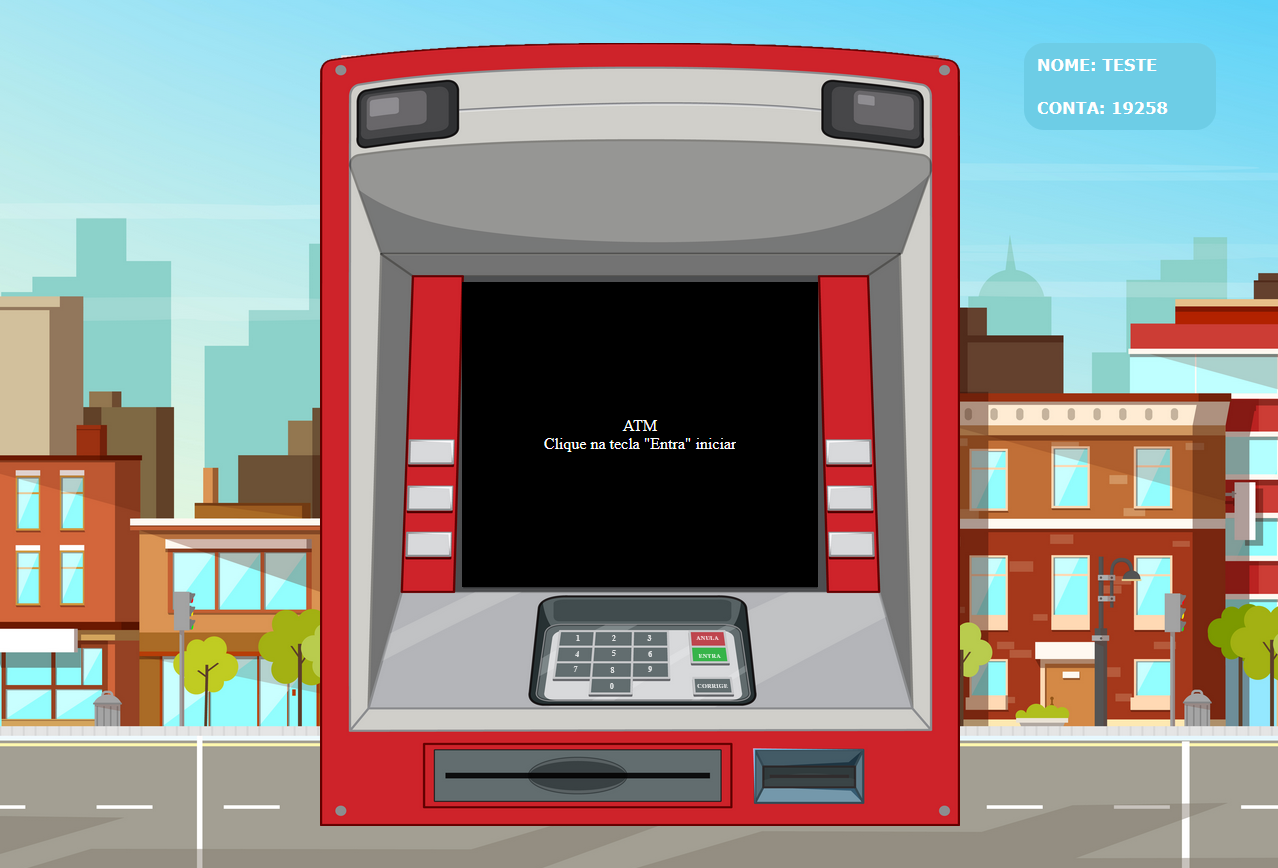 NOME: TESTE
CONTA: 19258
ATM
Clique na tecla "Entra" iniciar
1 2 3 ANULA
4 5 6 ENTRA
7 8 9
0 CORRIGE